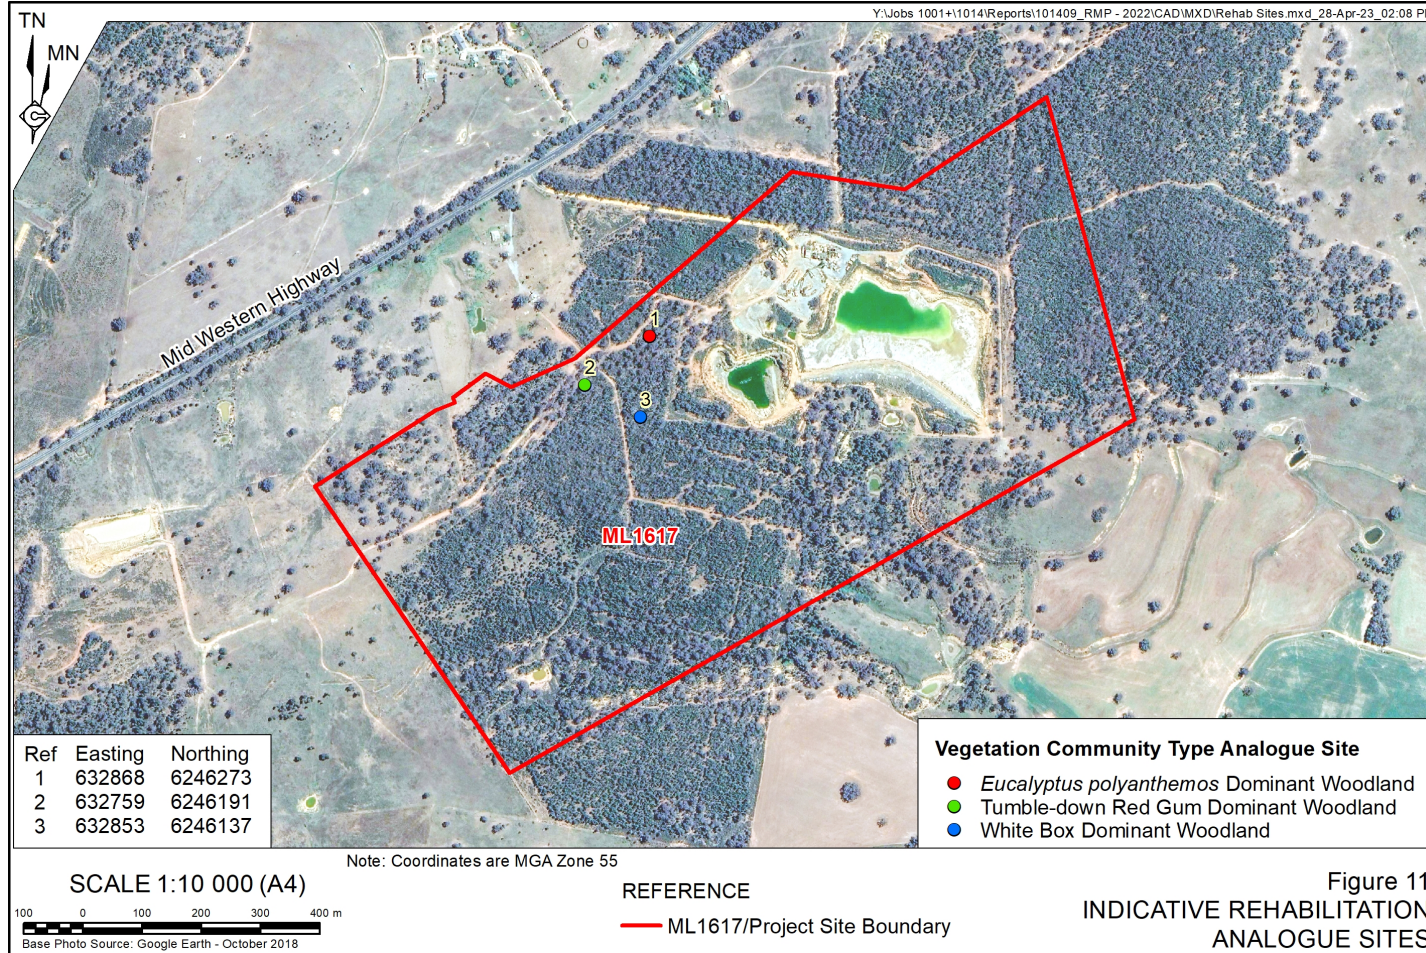 Y:\Jobs 1001+\1014\Reports\101409_RMP - 2022\CAD\MXD\Rehab Sites.mxd_28-Apr-23_02:08 P
TN
MN
Mid Western Highway
1
2
3
ML1617
Ref Easting Northing
1 632868 6246273
2 632759 6246191
3 632853 6246137
Vegetation Community Type Analogue Site
Eucalyptus polyanthemos Dominant Woodland
Tumble-down Red Gum Dominant Woodland
White Box Dominant Woodland
Note: Coordinates are MGA Zone 55
SCALE 1:10 000 (A4)
100 0 100 200 300 400 m
Base Photo Source: Google Earth - October 2018
REFERENCE
ML1617/Project Site Boundary
Figure 11
INDICATIVE REHABILITATION
ANALOGUE SITES